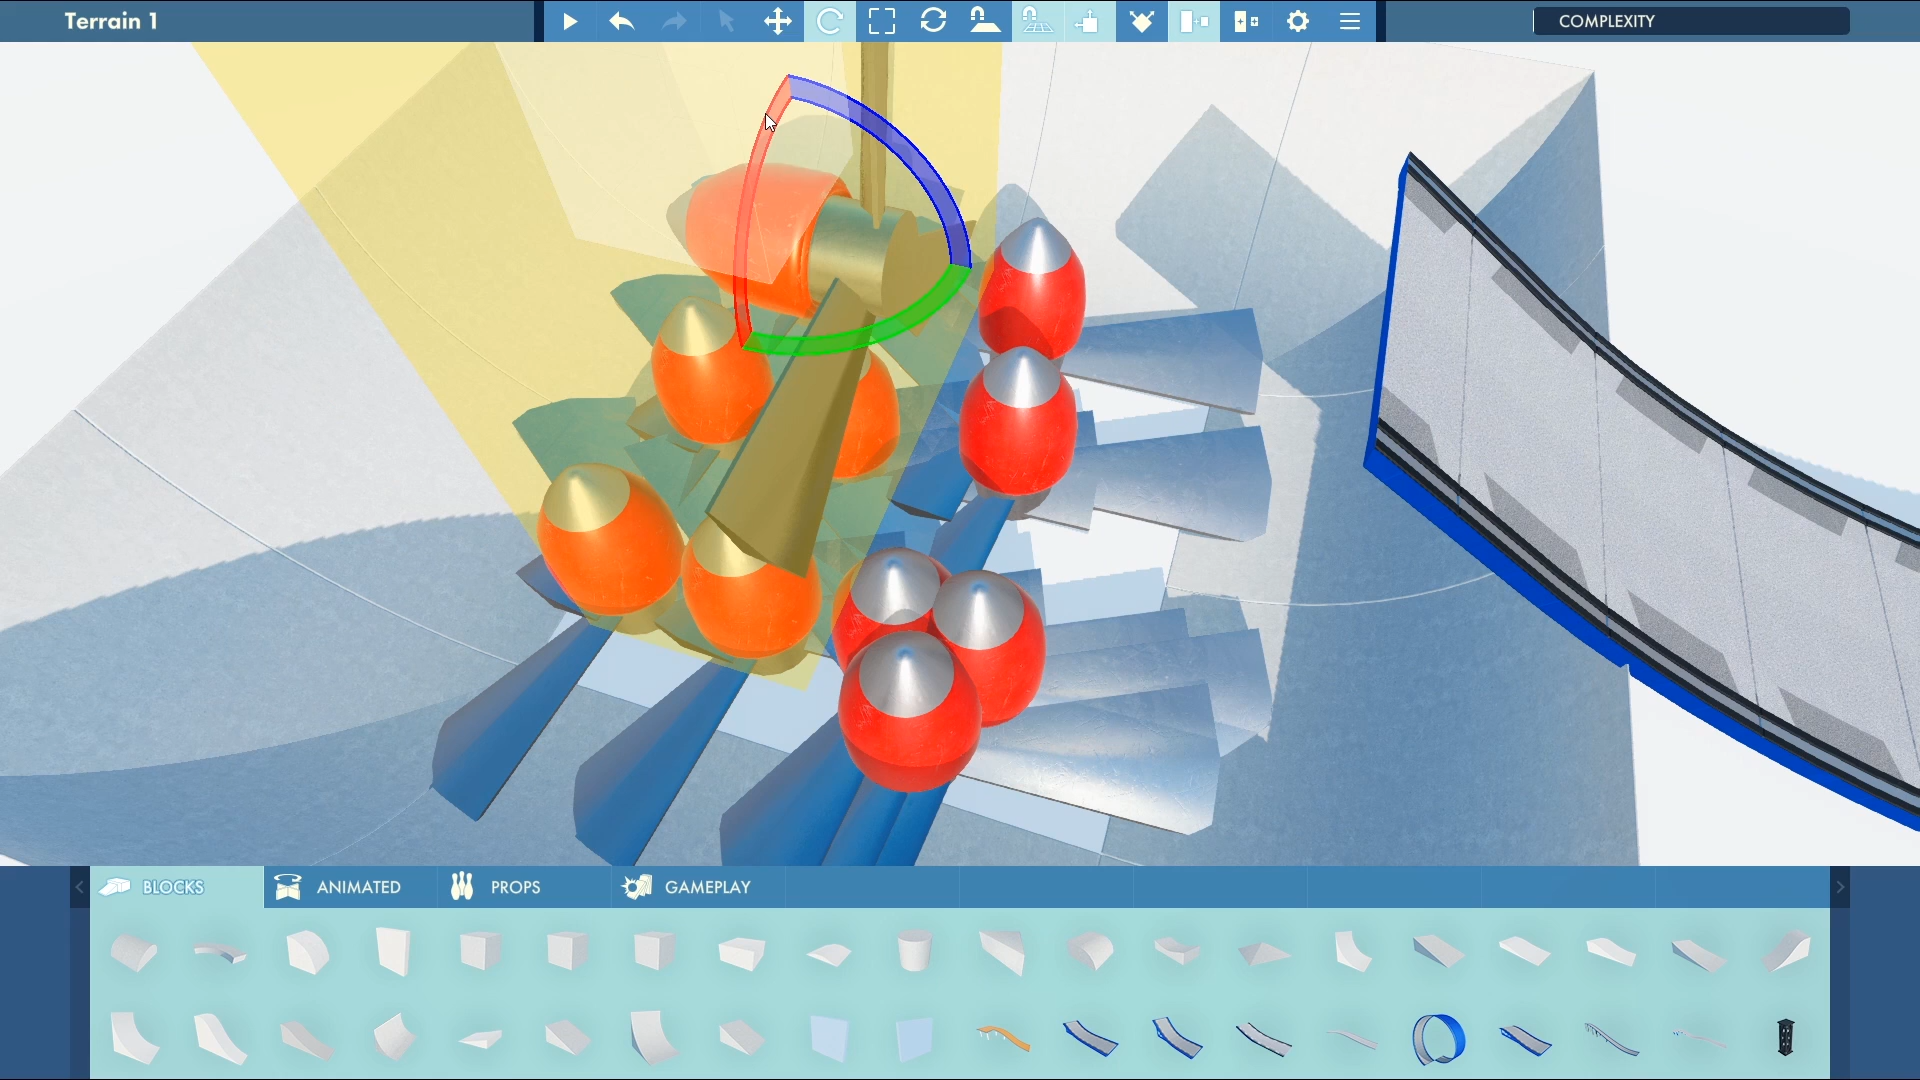 Terrain 1
COMPLEXITY
BLOCKS
ANIMATED
PROPS
GAMEPLAY